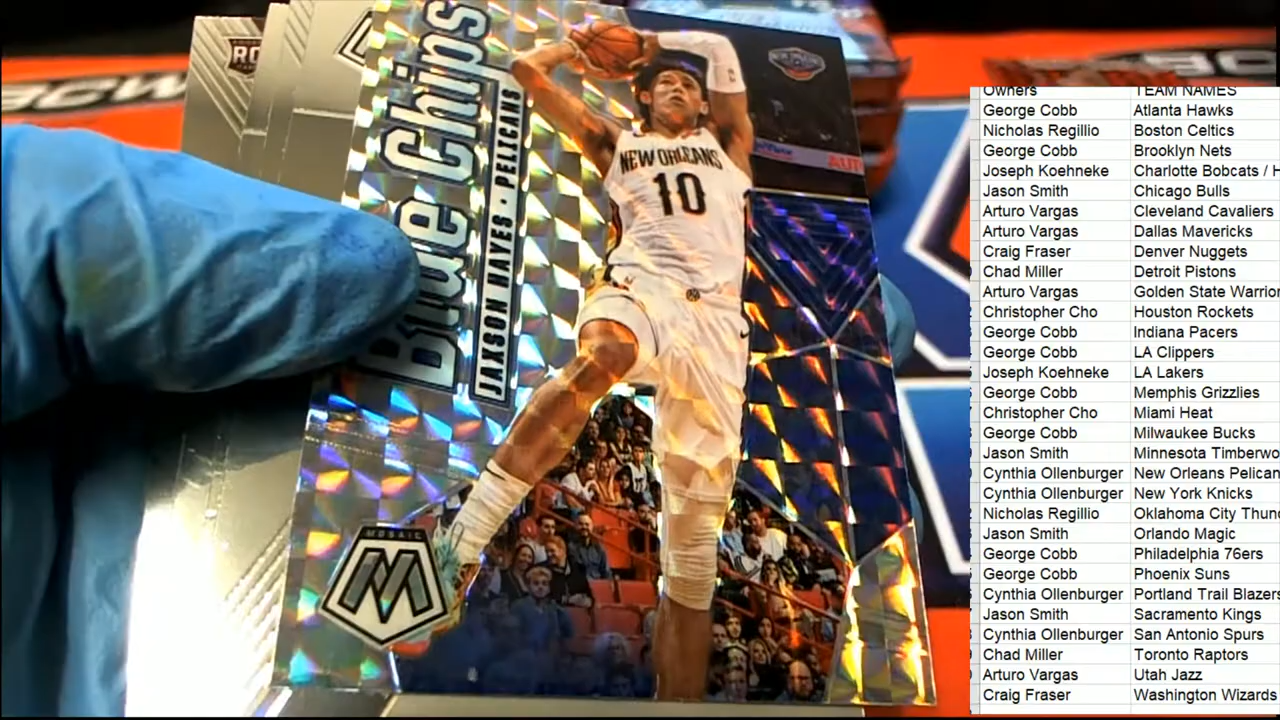 RC
Blue Chips
JAXSON HAYES • PELICANS
NEW ORLEANS
10
AUT
MOSAIC
Owners TEAM NAMES
George Cobb Atlanta Hawks
Nicholas Regillio Boston Celtics
George Cobb Brooklyn Nets
Joseph Koehneke Charlotte Bobcats / H
Jason Smith Chicago Bulls
Arturo Vargas Cleveland Cavaliers
Arturo Vargas Dallas Mavericks
Craig Fraser Denver Nuggets
Chad Miller Detroit Pistons
Arturo Vargas Golden State Warrior
Christopher Cho Houston Rockets
George Cobb Indiana Pacers
George Cobb LA Clippers
Joseph Koehneke LA Lakers
George Cobb Memphis Grizzlies
Christopher Cho Miami Heat
George Cobb Milwaukee Bucks
Jason Smith Minnesota Timberwo
Cynthia Ollenburger New Orleans Pelican
Cynthia Ollenburger New York Knicks
Nicholas Regillio Oklahoma City Thun
Jason Smith Orlando Magic
George Cobb Philadelphia 76ers
George Cobb Phoenix Suns
Cynthia Ollenburger Portland Trail Blazers
Jason Smith Sacramento Kings
Cynthia Ollenburger San Antonio Spurs
Chad Miller Toronto Raptors
Arturo Vargas Utah Jazz
Craig Fraser Washington Wizards